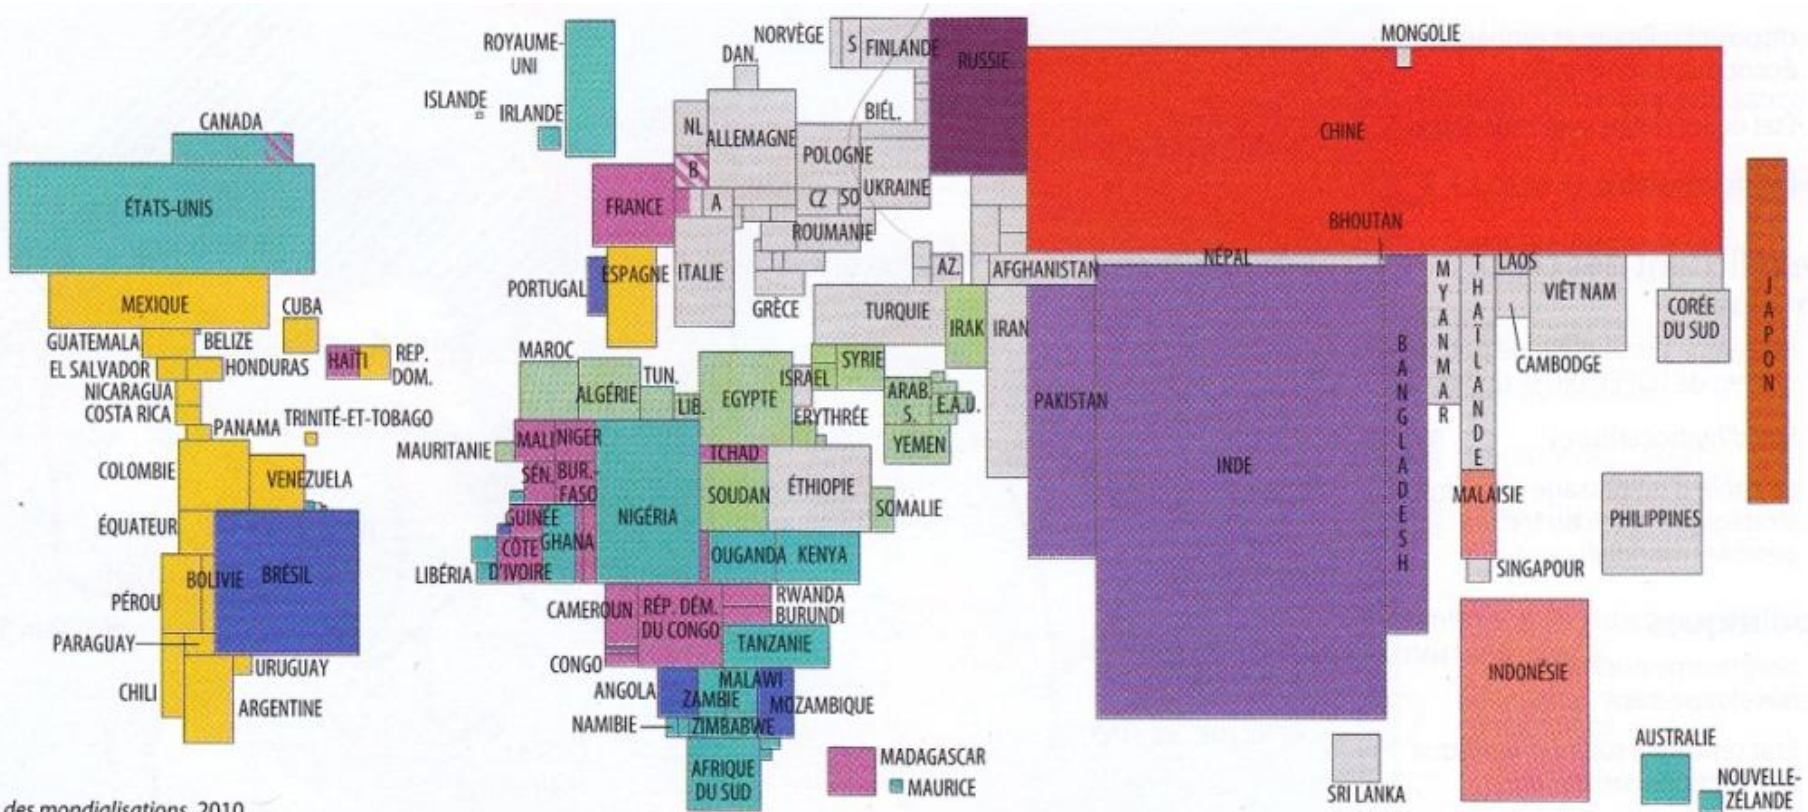 ROYAUME-
UNI
NORVÈGE
S
FINLANDE
RUSSIE
MONGOLIE
DAN.
ISLANDE
IRLANDE
BIÉL.
CANADA
NL
ALLEMAGNE
POLOGNE
CHINE
B
UKRAINE
ÉTATS-UNIS
FRANCE
A
CZ
SO
ROUMANIE
BHOUTAN
NÉPAL
AZ.
AFGHANISTAN
PORTUGAL
ESPAGNE
ITALIE
GRÈCE
TURQUIE
IRAK
IRAN
MYANMAR
THAÏLANDE
LAOS
VIÊT NAM
CORÉE
DU SUD
JAPON
MEXIQUE
CUBA
GUATEMALA
BELIZE
EL SALVADOR
HONDURAS
HAÏTI
REP.
DOM.
NICARAGUA
COSTA RICA
PANAMA
TRINITÉ-ET-TOBAGO
MAROC
ALGÉRIE
TUN.
LIB.
EGYPTE
ISRAËL
SYRIE
ERYTHRÉE
ARAB.
S.
E.A.U.
YEMEN
PAKISTAN
INDE
BANGLADESH
CAMBODGE
MAURITANIE
MALI
NIGER
TCHAD
COLOMBIE
VENEZUELA
SÉN.
BUR.-
FASO
NIGÉRIA
SOUDAN
ÉTHIOPIE
SOMALIE
MALAISIE
PHILIPPINES
ÉQUATEUR
GUINÉE
CÔTE
D'IVOIRE
GHANA
LIBÉRIA
OUGANDA
KENYA
SINGAPOUR
BOLIVIE
BRÉSIL
PÉROU
CAMEROUN
RÉP. DÉM.
DU CONGO
RWANDA
BURUNDI
PARAGUAY
URUGUAY
CONGO
TANZANIE
CHILI
ARGENTINE
ANGOLA
ZAMBIE
MALAWI
MOZAMBIQUE
NAMIBIE
ZIMBABWE
AFRIQUE
DU SUD
MADAGASCAR
MAURICE
INDONÉSIE
SRI LANKA
AUSTRALIE
NOUVELLE-
ZÉLANDE
des mondialisations, 2010